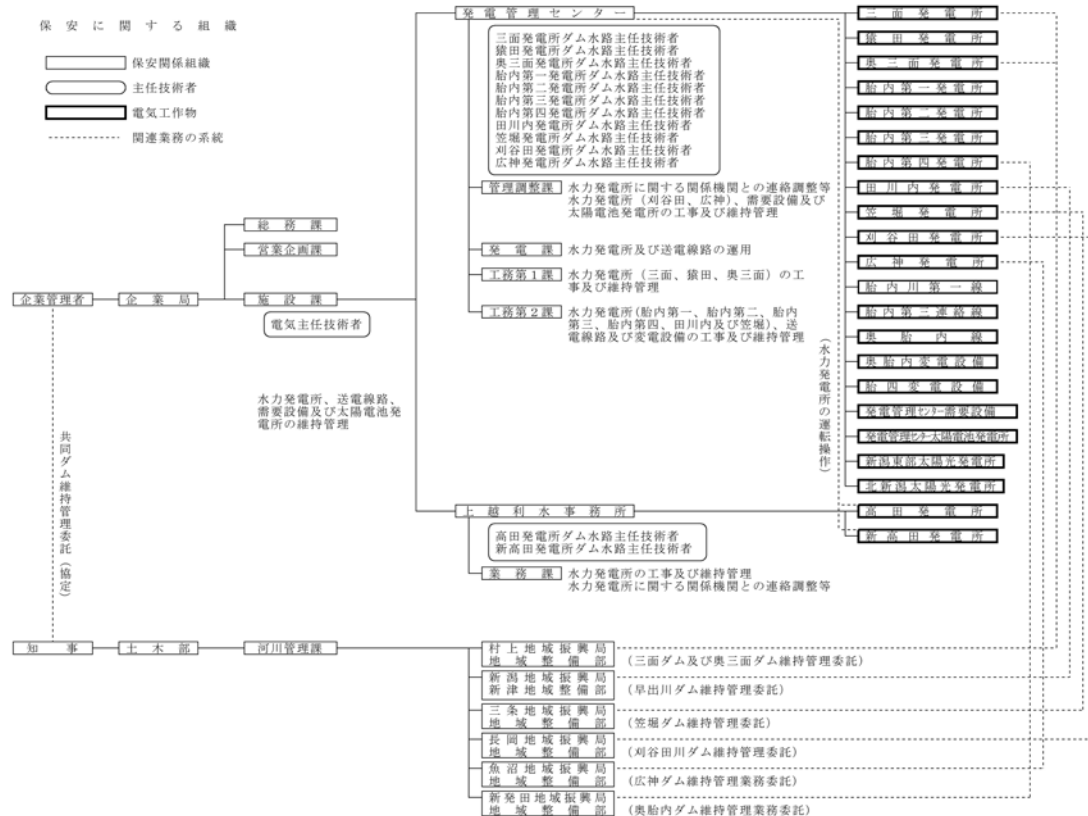 保安に関する組織
保安関係組織
主任技術者
電気工作物
関連業務の系統
企業管理者
企業局
総務課
営業企画課
施設課
電気主任技術者
水力発電所、送電線路、
需要設備及び太陽電池発
電所の維持管理
共同ダム維持管理委託（協定）
発電管理センター
三面発電所ダム水路主任技術者
猿田発電所ダム水路主任技術者
奥三面発電所ダム水路主任技術者
胎内第一発電所ダム水路主任技術者
胎内第二発電所ダム水路主任技術者
胎内第三発電所ダム水路主任技術者
胎内第四発電所ダム水路主任技術者
田川内発電所ダム水路主任技術者
笠堀発電所ダム水路主任技術者
刈谷田発電所ダム水路主任技術者
広神発電所ダム水路主任技術者
管理調整課
水力発電所に関する関係機関との連絡調整等
水力発電所（刈谷田、広神）、需要設備及び
太陽電池発電所の工事及び維持管理
発電課
水力発電所及び送電線路の運用
工務第1課
水力発電所（三面、猿田、奥三面）の工
事及び維持管理
工務第2課
水力発電所(胎内第一、胎内第二、胎内
第三、胎内第四、田川内及び笠堀)、送
電線路及び変電設備の工事及び維持管理
（水力発電所の運転操作）
三面発電所
猿田発電所
奥三面発電所
胎内第一発電所
胎内第二発電所
胎内第三発電所
胎内第四発電所
田川内発電所
笠堀発電所
刈谷田発電所
広神発電所
胎内川第一線
胎内第三連絡線
奥胎内線
奥胎内変電設備
胎四変電設備
発電管理センター需要設備
発電管理センター太陽電池発電所
新潟東部太陽光発電所
北新潟太陽光発電所
上越利水事務所
高田発電所ダム水路主任技術者
新高田発電所ダム水路主任技術者
業務課
水力発電所の工事及び維持管理
水力発電所に関する関係機関との連絡調整等
高田発電所
新高田発電所
知事
土木部
河川管理課
村上地域振興局
地域整備部
（三面ダム及び奥三面ダム維持管理委託）
新潟地域振興局
新津地域整備部
（早出川ダム維持管理委託）
三条地域振興局
地域整備部
（笠堀ダム維持管理委託）
長岡地域振興局
地域整備部
（刈谷田川ダム維持管理委託）
魚沼地域振興局
地域整備部
（広神ダム維持管理業務委託）
新発田地域振興局
地域整備部
（奥胎内ダム維持管理業務委託）